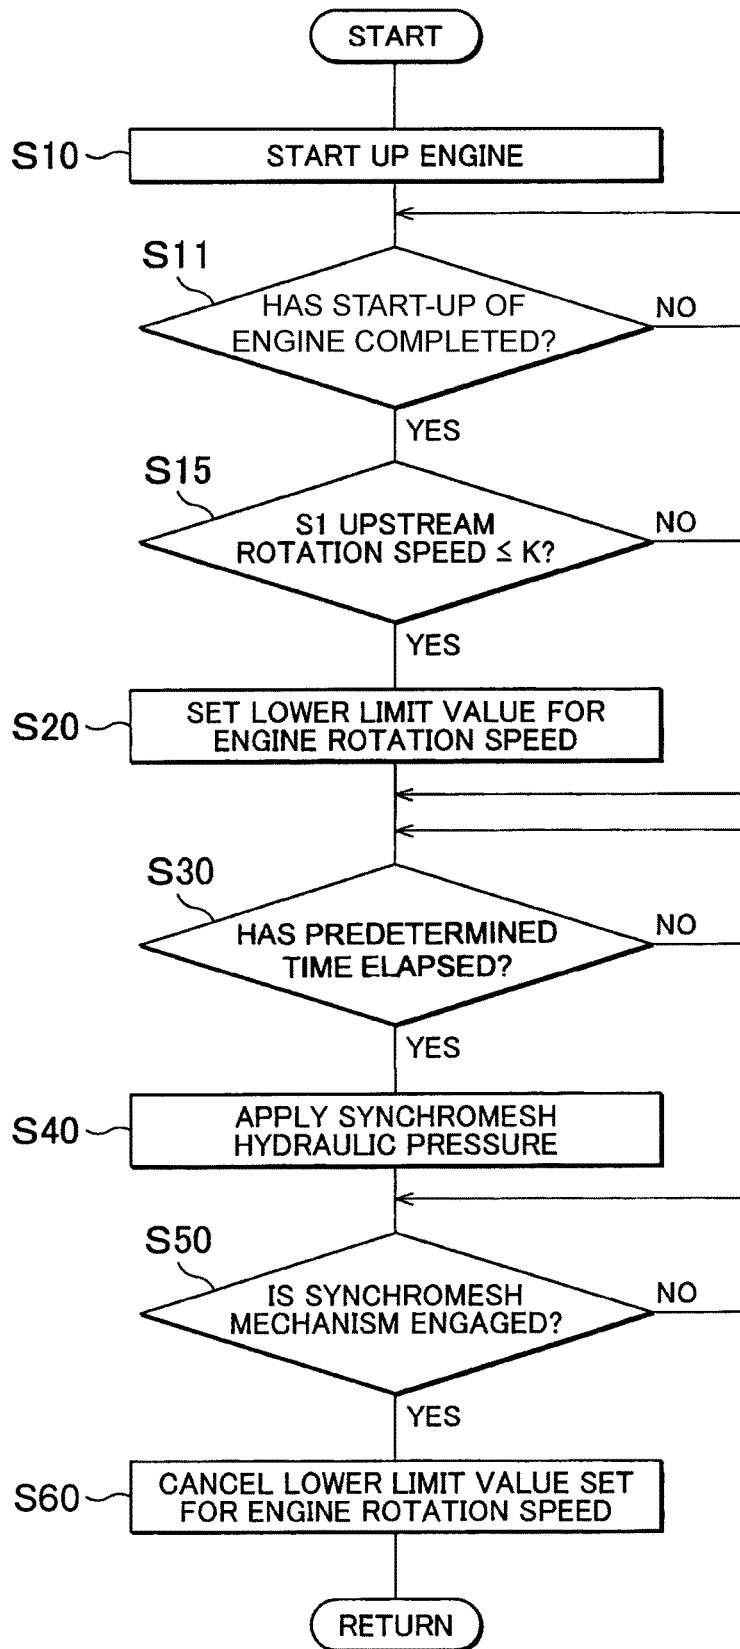 START
S10
START UP ENGINE
S11
HAS START-UP OF
ENGINE COMPLETED?
NO
YES
S15
S1 UPSTREAM
ROTATION SPEED ≤ K?
NO
YES
S20
SET LOWER LIMIT VALUE FOR
ENGINE ROTATION SPEED
S30
HAS PREDETERMINED
TIME ELAPSED?
NO
YES
S40
APPLY SYNCHROMESH
HYDRAULIC PRESSURE
S50
IS SYNCHROMESH
MECHANISM ENGAGED?
NO
YES
S60
CANCEL LOWER LIMIT VALUE SET
FOR ENGINE ROTATION SPEED
RETURN